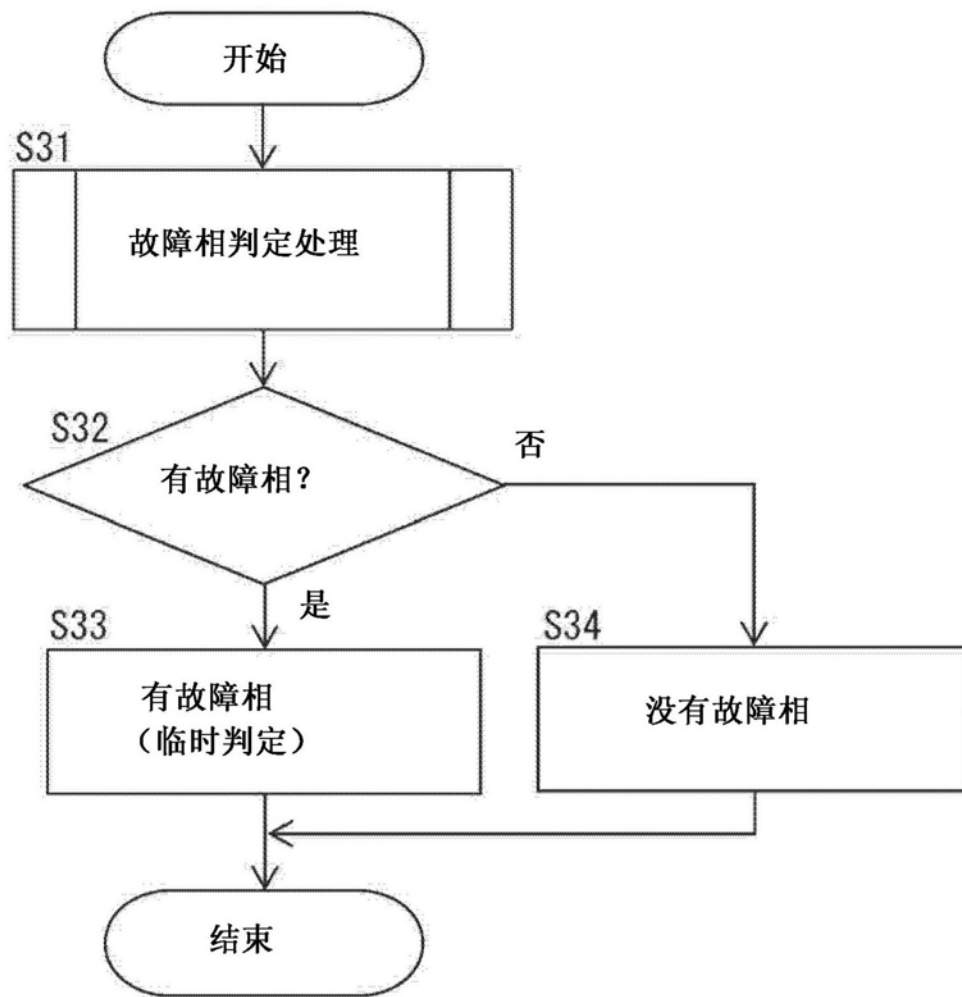 开始
S31
故障相判定处理
S32
有故障相?
否
是
S33
有故障相
（临时判定）
S34
没有故障相
结束